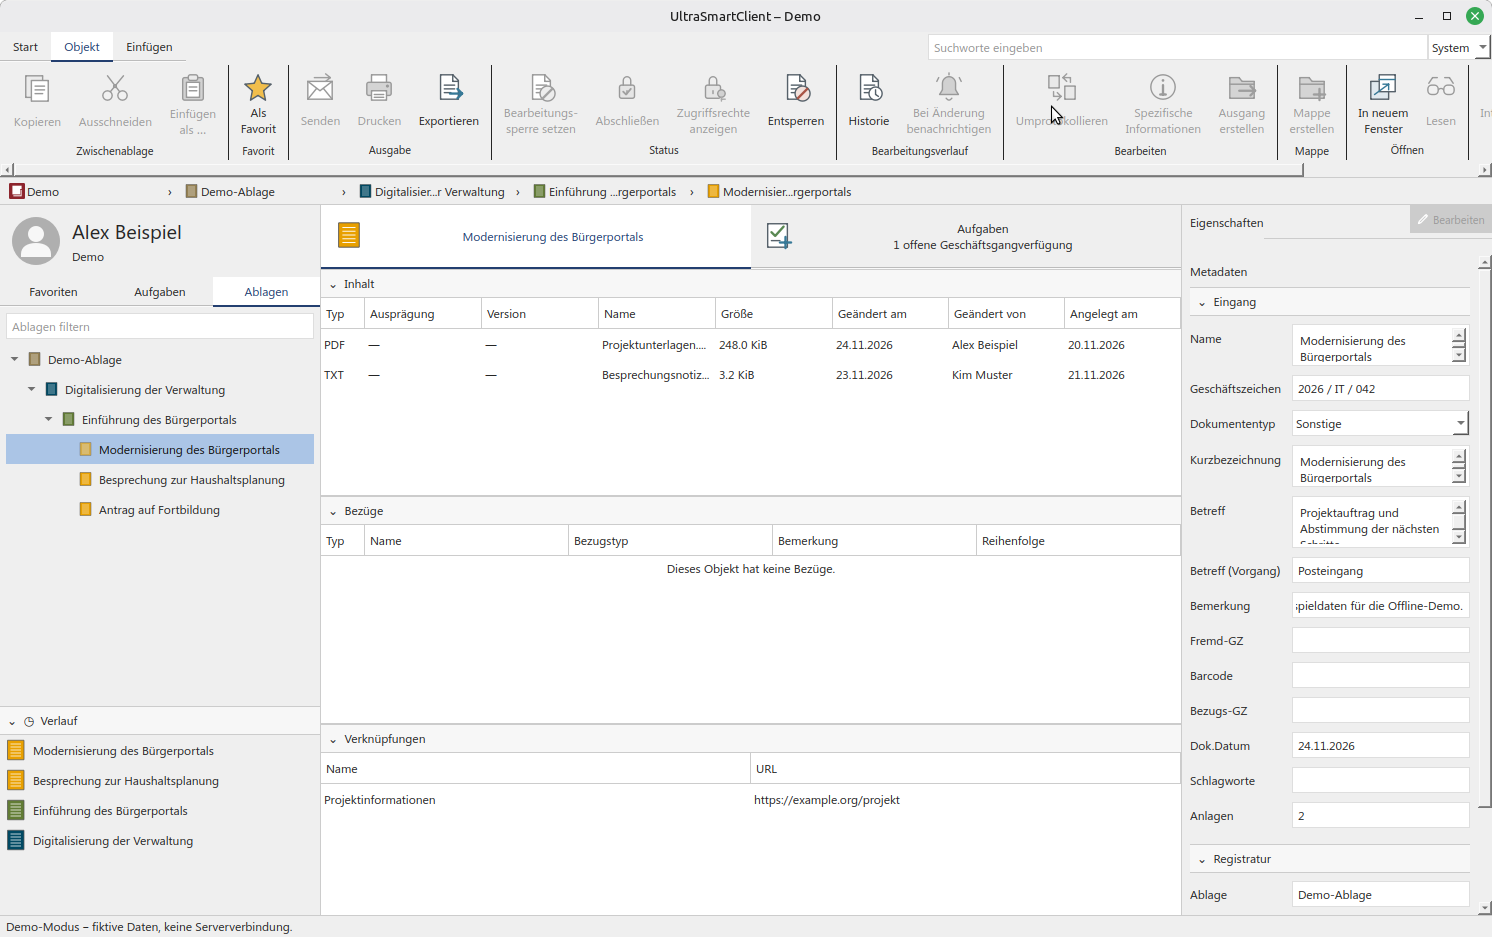 UltraSmartClient – Demo
Start Objekt Einfügen
Suchworte eingeben
System
Kopieren
Ausschneiden
Einfügen
als ...
Zwischenablage
Als
Favorit
Favorit
Senden
Drucken
Exportieren
Ausgabe
Bearbeitungs-
sperre setzen
Abschließen
Zugriffsrechte
anzeigen
Entsperren
Status
Historie
Bei Änderung
benachrichtigen
Bearbeitungsverlauf
Umprotokollieren
Spezifische
Informationen
Ausgang
erstellen
Bearbeiten
Mappe
erstellen
Mappe
In neuem
Fenster
Lesen
Öffnen
Demo › Demo-Ablage › Digitalisier...r Verwaltung › Einführung ...rgerportals › Modernisier...rgerportals
Alex Beispiel
Demo
Favoriten Aufgaben Ablagen
Ablagen filtern
Demo-Ablage
Digitalisierung der Verwaltung
Einführung des Bürgerportals
Modernisierung des Bürgerportals
Besprechung zur Haushaltsplanung
Antrag auf Fortbildung
Verlauf
Modernisierung des Bürgerportals
Besprechung zur Haushaltsplanung
Einführung des Bürgerportals
Digitalisierung der Verwaltung
Modernisierung des Bürgerportals
Aufgaben
1 offene Geschäftsgangverfügung
Inhalt
Typ Ausprägung Version Name Größe Geändert am Geändert von Angelegt am
PDF — — Projektunterlagen.... 248.0 KiB 24.11.2026 Alex Beispiel 20.11.2026
TXT — — Besprechungsnotiz... 3.2 KiB 23.11.2026 Kim Muster 21.11.2026
Bezüge
Typ Name Bezugstyp Bemerkung Reihenfolge
Dieses Objekt hat keine Bezüge.
Verknüpfungen
Name URL
Projektinformationen https://example.org/projekt
Eigenschaften
Bearbeiten
Metadaten
Eingang
Name Modernisierung des
Bürgerportals
Geschäftszeichen 2026 / IT / 042
Dokumententyp Sonstige
Kurzbezeichnung Modernisierung des
Bürgerportals
Betreff Projektauftrag und
Abstimmung der nächsten
Schritte
Betreff (Vorgang) Posteingang
Bemerkung spieldaten für die Offline-Demo.
Fremd-GZ
Barcode
Bezugs-GZ
Dok.Datum 24.11.2026
Schlagworte
Anlagen 2
Registratur
Ablage Demo-Ablage
Demo-Modus – fiktive Daten, keine Serververbindung.